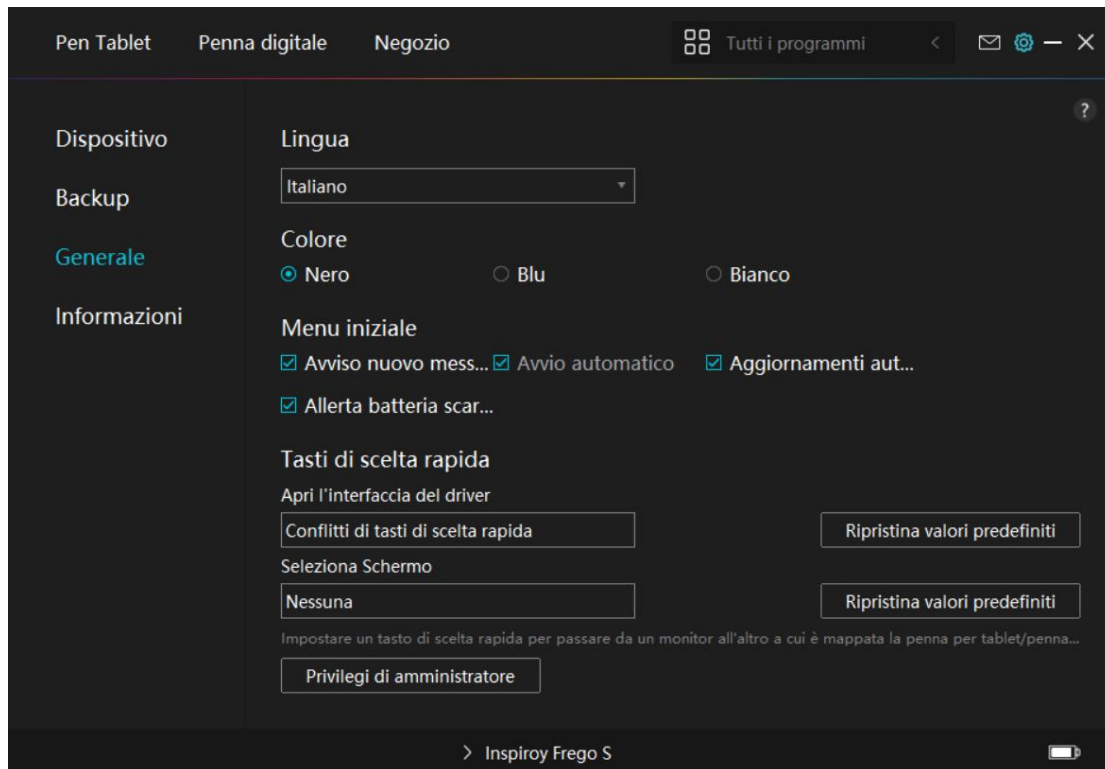 Pen Tablet Penna digitale Negozio Tutti i programmi
?
Dispositivo
Backup
Generale
Informazioni
Lingua
Italiano
Colore
Nero Blu Bianco
Menu iniziale
Avviso nuovo mess... Avvio automatico Aggiornamenti aut...
Allerta batteria scar...
Tasti di scelta rapida
Apri l'interfaccia del driver
Conflitti di tasti di scelta rapida Ripristina valori predefiniti
Seleziona Schermo
Nessuna Ripristina valori predefiniti
Impostare un tasto di scelta rapida per passare da un monitor all'altro a cui è mappata la penna per tablet/penna...
Privilegi di amministratore
Inspiroy Frego S